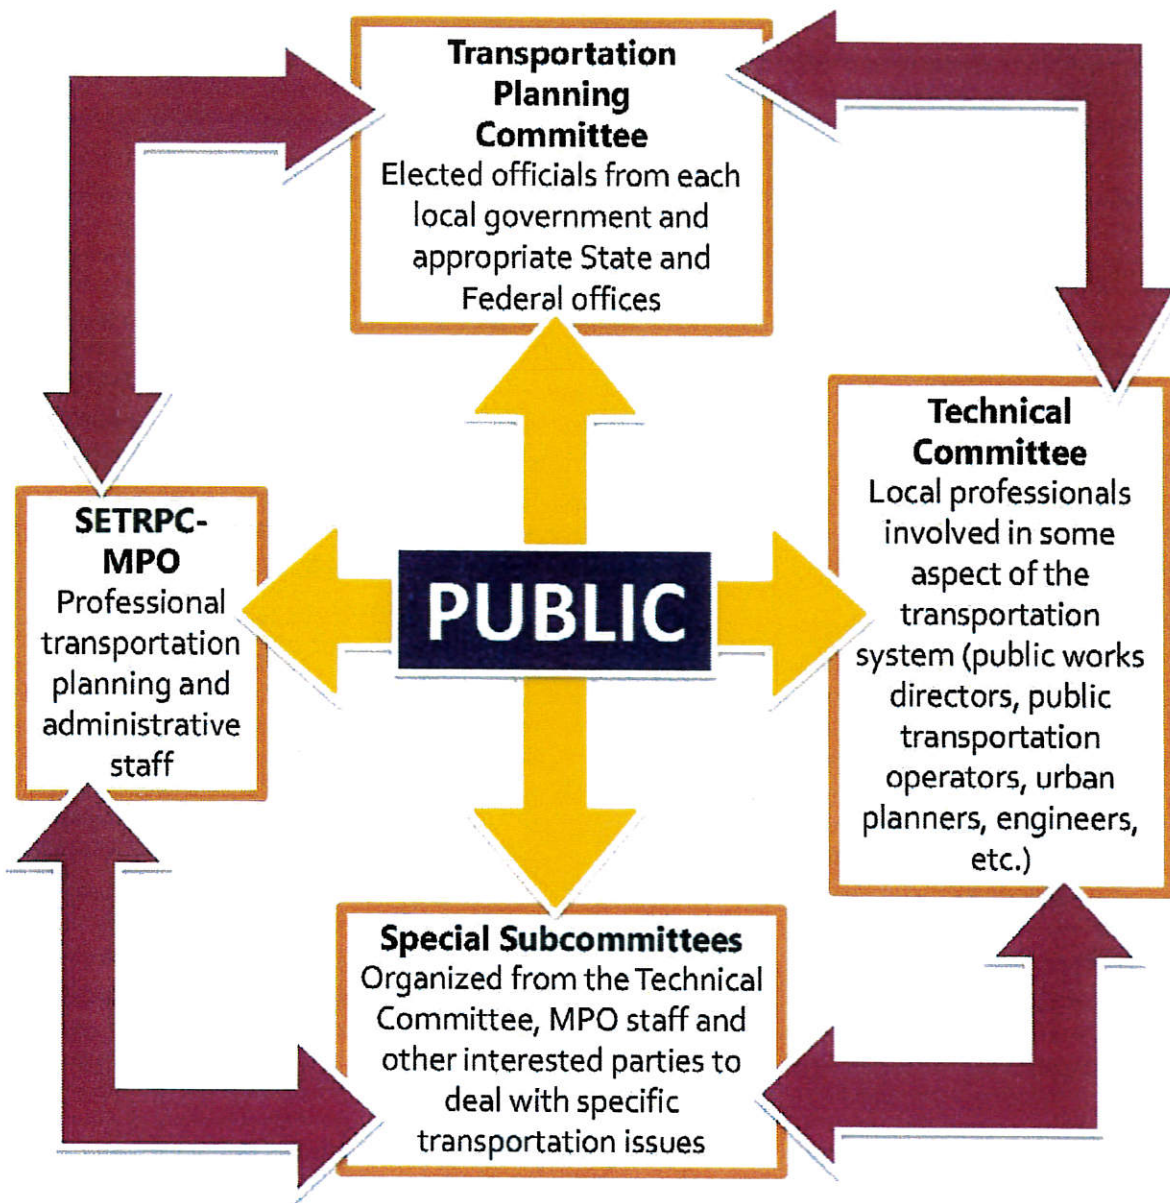 Transportation
Planning
Committee
Elected officials from each
local government and
appropriate State and
Federal offices
Technical
Committee
Local professionals
involved in some
aspect of the
transportation
system (public works
directors, public
transportation
operators, urban
planners, engineers,
etc.)
SETRPC-
MPO
Professional
transportation
planning and
administrative
staff
PUBLIC
Special Subcommittees
Organized from the Technical
Committee, MPO staff and
other interested parties to
deal with specific
transportation issues